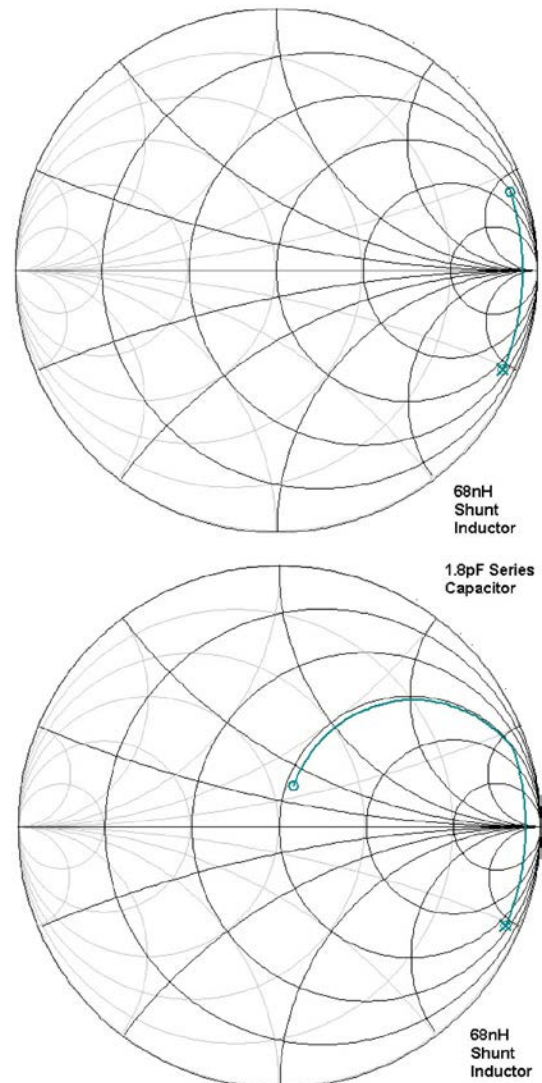 68nH
Shunt
Inductor
1.8pF Series
Capacitor
68nH
Shunt
Inductor